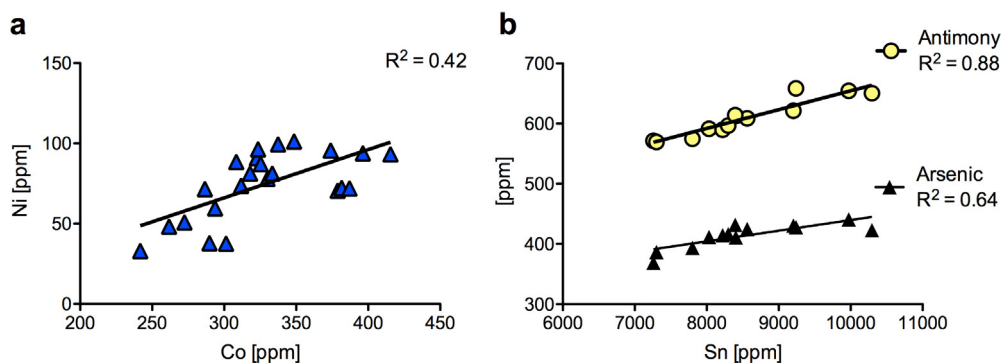 a
R² = 0.42
150
100
50
0
Ni [ppm]
200 250 300 350 400 450
Co [ppm]
b
Antimony
R² = 0.88
Arsenic
R² = 0.64
700
600
500
400
300
[ppm]
6000 7000 8000 9000 10000 11000
Sn [ppm]